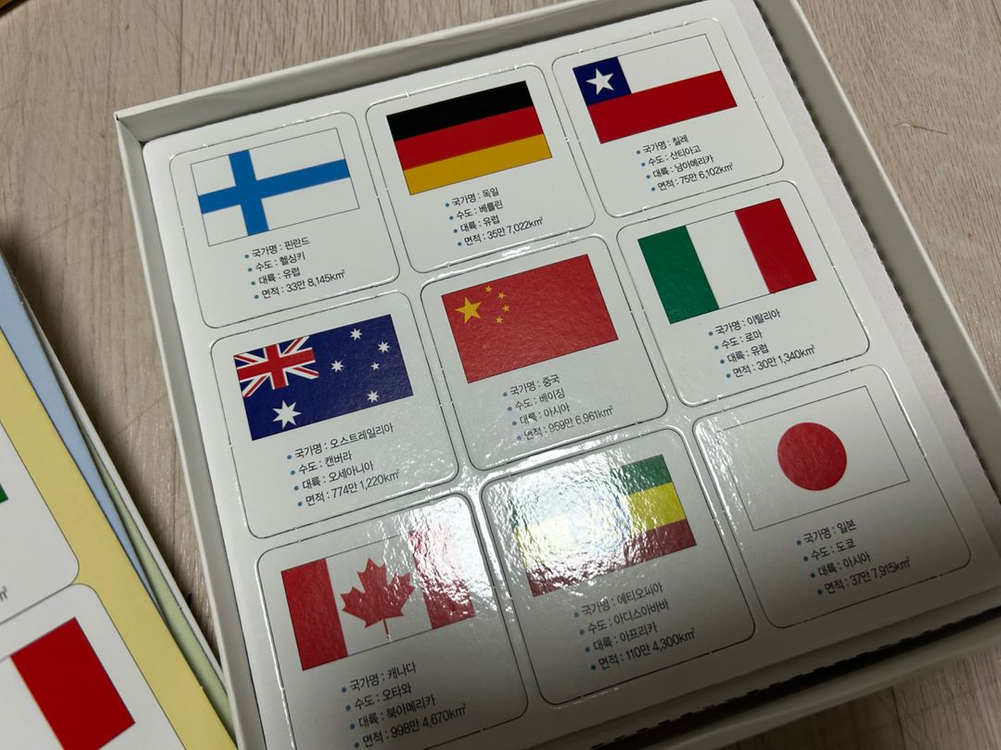 • 국가명 : 핀란드
• 수도 : 헬싱키
• 대륙 : 유럽
• 면적 : 33만 8,145km²
• 국가명 : 독일
• 수도 : 베를린
• 대륙 : 유럽
• 면적 : 35만 7,022km²
• 국가명 : 칠레
• 수도 : 산티아고
• 대륙 : 남아메리카
• 면적 : 75만 6,102km²
• 국가명 : 오스트레일리아
• 수도 : 캔버라
• 대륙 : 오세아니아
• 면적 : 774만 1,220km²
• 국가명 : 중국
• 수도 : 베이징
• 대륙 : 아시아
• 면적 : 959만 6,961km²
• 국가명 : 이탈리아
• 수도 : 로마
• 대륙 : 유럽
• 면적 : 30만 1,340km²
• 국가명 : 캐나다
• 수도 : 오타와
• 대륙 : 북아메리카
• 면적 : 998만 4,670km²
• 국가명 : 에티오피아
• 수도 : 아디스아바바
• 대륙 : 아프리카
• 면적 : 110만 4,300km²
• 국가명 : 일본
• 수도 : 도쿄
• 대륙 : 아시아
• 면적 : 37만 7,915km²